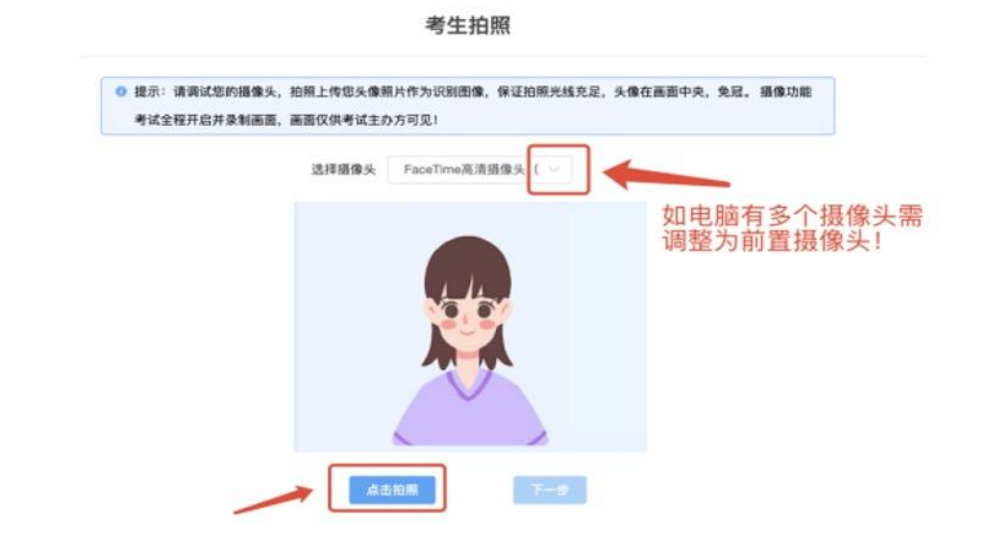 考生拍照
提示：请调试您的摄像头，拍照上传您头像照片作为识别图像，保证拍照光线充足，头像在画面中央，免冠。 摄像功能
考试全程开启并录制画面，画面仅供考试主办方可见！
选择摄像头 FaceTime高清摄像头（
如电脑有多个摄像头需
调整为前置摄像头！
点击拍照 下一步